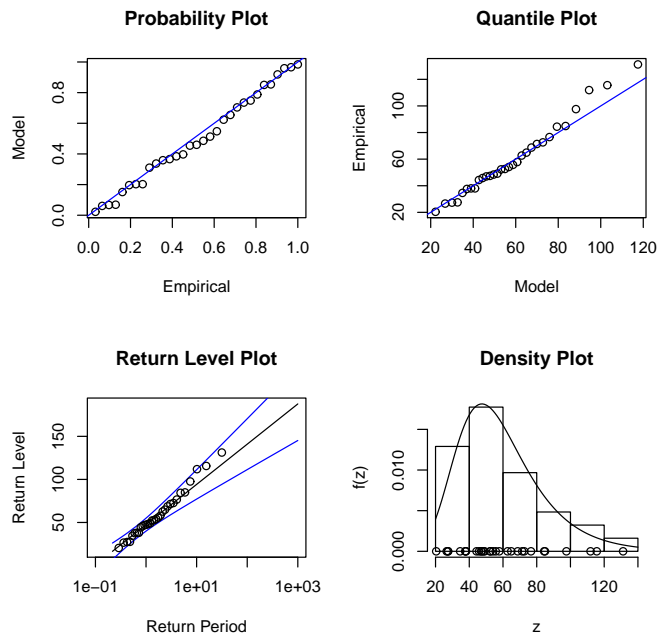 Probability Plot
Model
0.0 0.4 0.8
0.0 0.2 0.4 0.6 0.8 1.0
Empirical
Quantile Plot
Empirical
20 60 100
20 40 60 80 100 120
Model
Return Level Plot
Return Level
50 100 150
1e−01 1e+01 1e+03
Return Period
Density Plot
f(z)
0.000 0.010
20 40 60 80 120
z